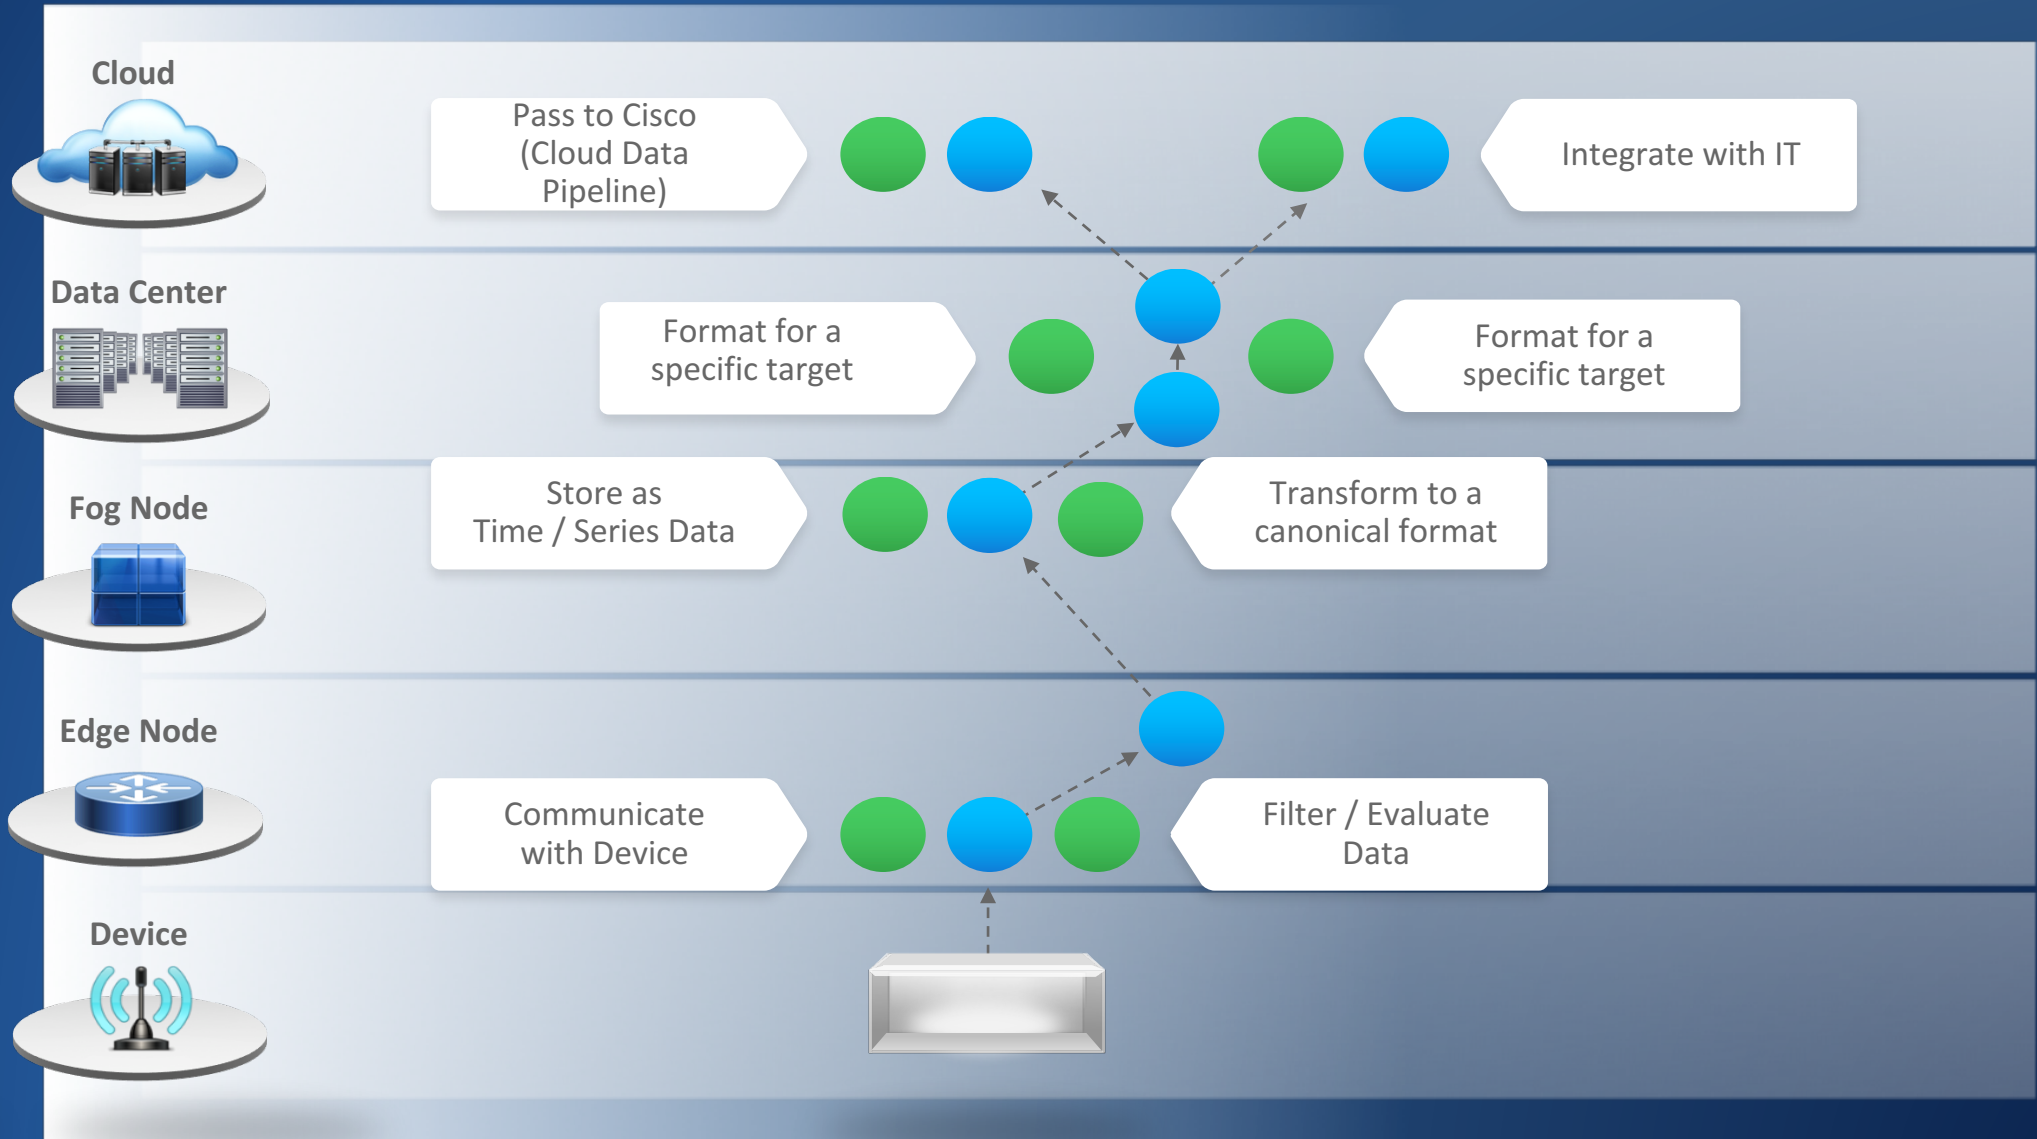 Cloud
Pass to Cisco
(Cloud Data
Pipeline)
Integrate with IT
Data Center
Format for a
specific target
Format for a
specific target
Fog Node
Store as
Time / Series Data
Transform to a
canonical format
Edge Node
Communicate
with Device
Filter / Evaluate
Data
Device